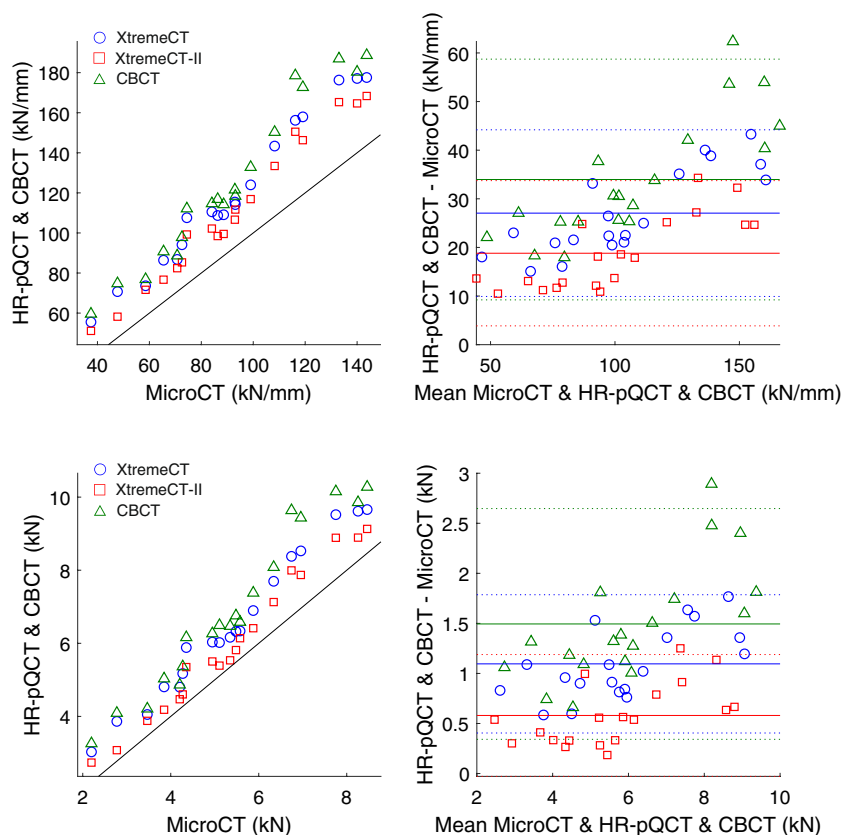 XtremeCT
XtremeCT-II
CBCT
HR-pQCT & CBCT (kN/mm)
180
160
140
120
100
80
60
40 60 80 100 120 140
MicroCT (kN/mm)
HR-pQCT & CBCT - MicroCT (kN/mm)
60
50
40
30
20
10
0
50 100 150
Mean MicroCT & HR-pQCT & CBCT (kN/mm)
XtremeCT
XtremeCT-II
CBCT
HR-pQCT & CBCT (kN)
10
8
6
4
2 4 6 8
MicroCT (kN)
HR-pQCT & CBCT - MicroCT (kN)
3
2.5
2
1.5
1
0.5
0
2 4 6 8 10
Mean MicroCT & HR-pQCT & CBCT (kN)